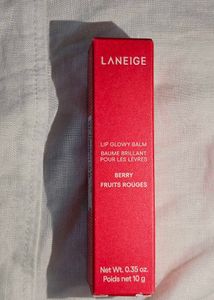 LANEIGE
LIP GLOWY BALM
BAUME BRILLANT
POUR LES LÈVRES
BERRY
FRUITS ROUGES
Net Wt. 0.35 oz.
Poids net 10 g